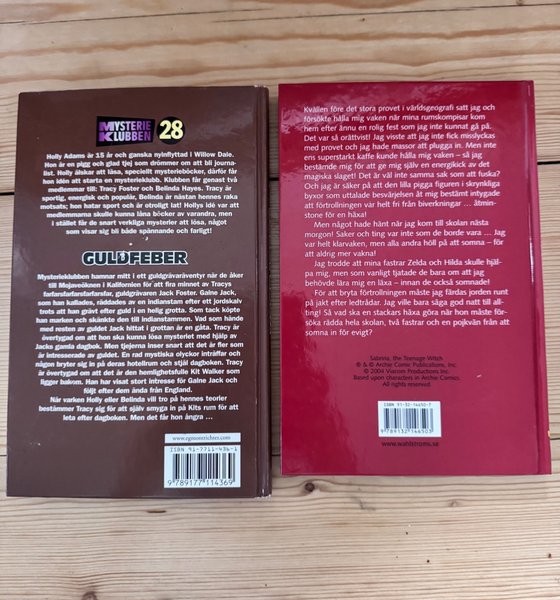 MYSTERIE
KLUBBEN 28
Holly Adams är 15 år och ganska nyinflyttad i Willow Dale.
Hon är en pigg och glad tjej som drömmer om att bli journa-
list. Holly älskar att läsa, speciellt mysterieböcker, därför får
hon idén att starta en mysterieklubb. Klubben får genast två
medlemmar till: Tracy Foster och Belinda Hayes. Tracy är
sportig, energisk och populär, Belinda är nästan hennes raka
motsats; hon hatar sport och är otroligt lat! Hollys idé var att
medlemmarna skulle kunna låna böcker av varandra, men
i stället får de snart verkliga mysterier att lösa, något
som visar sig bli både spännande och farligt!
GULDFEBER
Mysterieklubben hamnar mitt i ett guldgrävaräventyr när de åker
till Mojaveöknen i Kalifornien för att fira minnet av Tracys
farfarsfarfarsfarfarsfar, guldgrävaren Jack Foster. Galne Jack,
som han kallades, räddades av en indianstam efter ett jordskalv
trots att han grävt efter guld i en helig grotta. Som tack köpte
han marken och skänkte den till indianstammen. Vad som hände
med resten av guldet Jack hittat i grottan är en gåta. Tracy är
övertygad om att hon ska kunna lösa mysteriet med hjälp av
Jacks gamla dagbok. Men tjejerna inser snart att det är fler som
är intresserade av guldet. En rad mystiska olyckor inträffar och
någon bryter sig in på deras hotellrum och stjäl dagboken. Tracy
är övertygad om att det är den hemlighetsfulle Kit Walker som
ligger bakom. Han har visat stort intresse för Galne Jack och
följt efter dem ända från England.
När varken Holly eller Belinda vill tro på hennes teorier
bestämmer Tracy sig för att själv smyga in på Kits rum för att
leta efter dagboken. Men det får hon ångra ...
www.egmontrichter.com
ISBN 91-7711-436-1
9 789177 114369
Kvällen före det stora provet i världsgeografi satt jag och
försökte hålla mig vaken när mina rumskompisar kom
hem efter ännu en rolig fest som jag inte kunnat gå på.
Det var så orättvist! Jag visste att jag inte fick misslyckas
med provet och jag hade massor att plugga in. Men inte
ens superstarkt kaffe kunde hålla mig vaken – så jag
bestämde mig för att ge mig själv en energikick av det
magiska slaget! Det är väl inte samma sak som att fuska?
Och jag är säker på att den lilla pigga figuren i skrynkliga
byxor som uttalade besvärjelsen åt mig bestämt intygade
att förtrollningen var helt fri från biverkningar ... åtmin-
stone för en häxa!
Men något hade hänt när jag kom till skolan nästa
morgon! Saker och ting var inte som de borde vara ... Jag
var helt klarvaken, men alla andra höll på att somna – för
att aldrig mer vakna!
Jag trodde att mina fastrar Zelda och Hilda skulle hjäl-
pa mig, men som vanligt tjatade de bara om att jag
behövde lära mig en läxa – innan de också somnade!
För att bryta förtrollningen måste jag färdas jorden runt
på jakt efter ledtrådar. Jag ville bara säga god natt till all-
ting! Så vad ska en stackars häxa göra när hon måste för-
söka rädda hela skolan, två fastrar och en pojkvän från att
somna in för evigt?
Sabrina, the Teenage Witch
® & © Archie Comic Publications, Inc.
© 2004 Viacom Productions Inc.
Based upon characters in Archie Comics.
All rights reserved.
ISBN 91-32-14650-7
9 789132 146503
www.wahlstroms.se